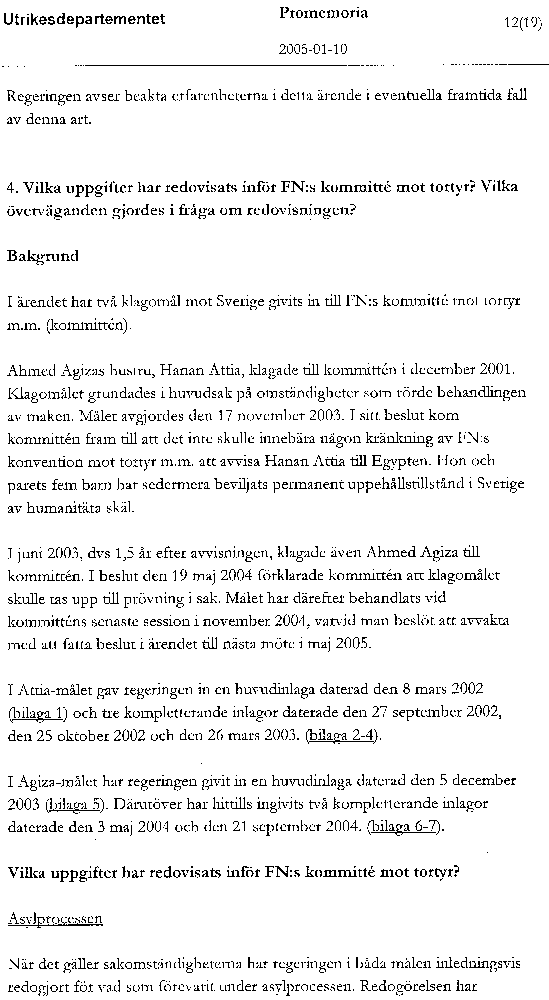 Utrikesdepartementet
Promemoria
12(19)
2005-01-10
Regeringen avser beakta erfarenheterna i detta ärende i eventuella framtida fall
av denna art.
4. Vilka uppgifter har redovisats inför FN:s kommitté mot tortyr? Vilka
överväganden gjordes i fråga om redovisningen?
Bakgrund
I ärendet har två klagomål mot Sverige givits in till FN:s kommitté mot tortyr
m.m. (kommittén).
Ahmed Agizas hustru, Hanan Attia, klagade till kommittén i december 2001.
Klagomålet grundades i huvudsak på omständigheter som rörde behandlingen
av maken. Målet avgjordes den 17 november 2003. I sitt beslut kom
kommittén fram till att det inte skulle innebära någon kränkning av FN:s
konvention mot tortyr m.m. att avvisa Hanan Attia till Egypten. Hon och
parets fem barn har sedermera beviljats permanent uppehållstillstånd i Sverige
av humanitära skäl.
I juni 2003, dvs 1,5 år efter avvisningen, klagade även Ahmed Agiza till
kommittén. I beslut den 19 maj 2004 förklarade kommittén att klagomålet
skulle tas upp till prövning i sak. Målet har därefter behandlats vid
kommitténs senaste session i november 2004, varvid man beslöt att avvakta
med att fatta beslut i ärendet till nästa möte i maj 2005.
I Attia-målet gav regeringen in en huvudinlaga daterad den 8 mars 2002
(bilaga 1) och tre kompletterande inlagor daterade den 27 september 2002,
den 25 oktober 2002 och den 26 mars 2003. (bilaga 2-4).
I Agiza-målet har regeringen givit in en huvudinlaga daterad den 5 december
2003 (bilaga 5). Därutöver har hittills ingivits två kompletterande inlagor
daterade den 3 maj 2004 och den 21 september 2004. (bilaga 6-7).
Vilka uppgifter har redovisats inför FN:s kommitté mot tortyr?
Asylprocessen
När det gäller sakomständigheterna har regeringen i båda målen inledningsvis
redogjort för vad som förevarit under asylprocessen. Redogörelsen har